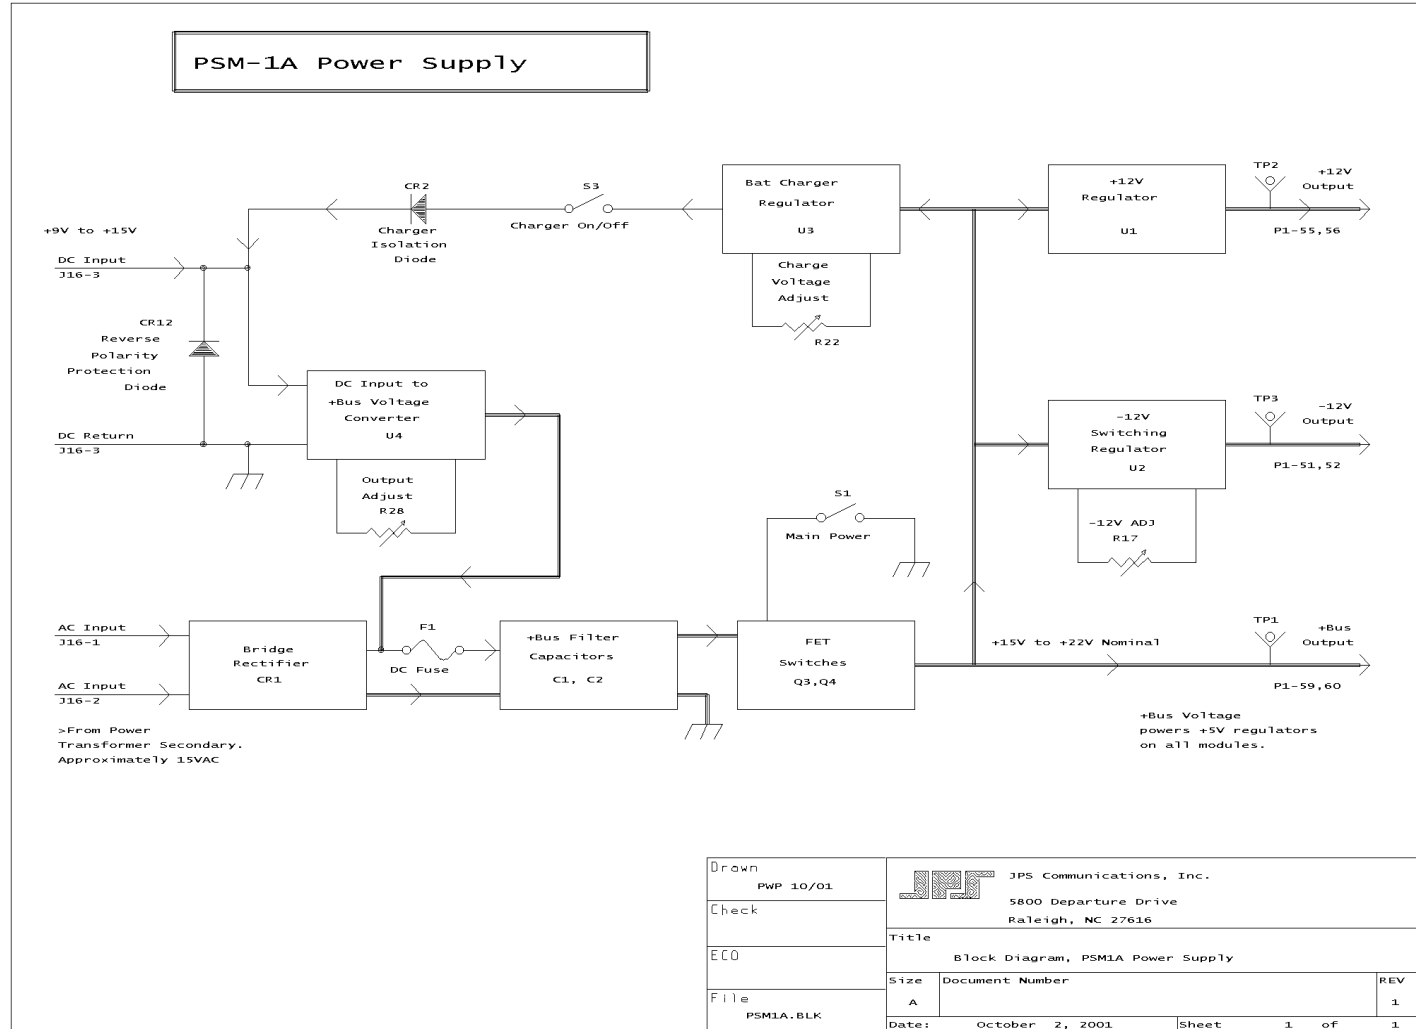 PSM-1A Power Supply
CR2
Charger
Isolation
Diode
S3
Charger On/Off
Bat Charger
Regulator
U3
Charge
Voltage
Adjust
R22
+12V
Regulator
U1
TP2
+12V
Output
P1-55,56
+9V to +15V
DC Input
J16-3
CR12
Reverse
Polarity
Protection
Diode
DC Return
J16-3
DC Input to
+Bus Voltage
Converter
U4
Output
Adjust
R28
-12V
Switching
Regulator
U2
-12V ADJ
R17
TP3
-12V
Output
P1-51,52
S1
Main Power
AC Input
J16-1
AC Input
J16-2
>From Power
Transformer Secondary.
Approximately 15VAC
Bridge
Rectifier
CR1
F1
DC Fuse
+Bus Filter
Capacitors
C1, C2
FET
Switches
Q3,Q4
+15V to +22V Nominal
TP1
+Bus
Output
P1-59,60
+Bus Voltage
powers +5V regulators
on all modules.
Drawn
PWP 10/01
Check
ECO
File
PSM1A.BLK
JPS
JPS Communications, Inc.
5800 Departure Drive
Raleigh, NC 27616
Title
Block Diagram, PSM1A Power Supply
Size
A
Document Number
REV
1
Date: October 2, 2001 Sheet 1 of 1